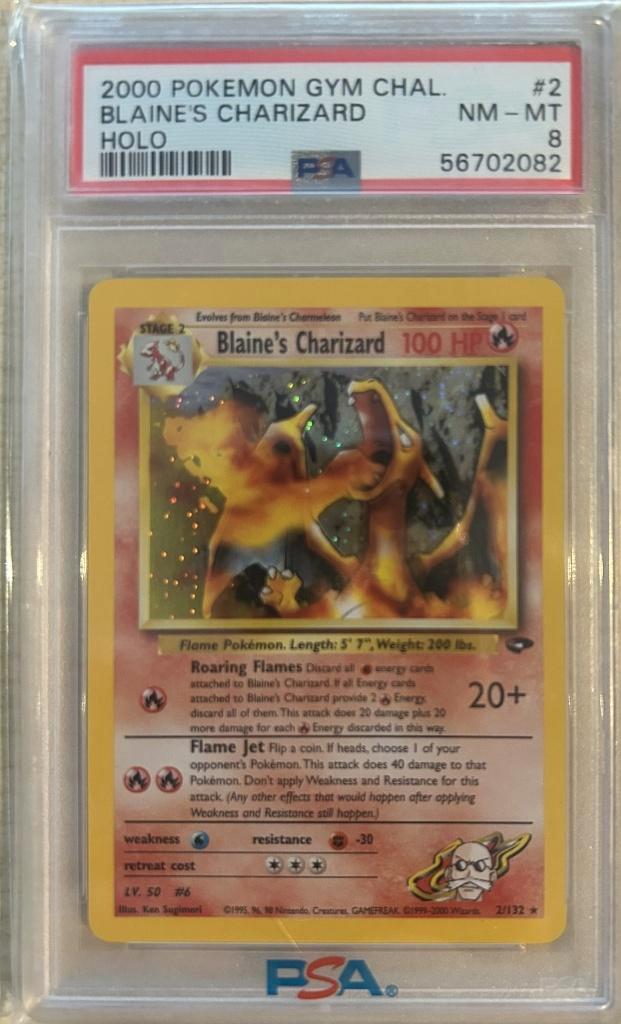 2000 POKEMON GYM CHAL. #2
BLAINE'S CHARIZARD NM - MT
HOLO 8
PSA 56702082
Evolves from Blaine's Charmeleon Put Blaine's Charizard on the Stage 1 card
STAGE 2
Blaine's Charizard 100 HP
Flame Pokémon. Length: 5' 7", Weight: 200 lbs.
Roaring Flames Discard all energy cards
attached to Blaine's Charizard. If all Energy cards
attached to Blaine's Charizard provide 2 Energy,
discard all of them. This attack does 20 damage plus 20
more damage for each Energy discarded in this way.
20+
Flame Jet Flip a coin. If heads, choose 1 of your
opponent's Pokémon. This attack does 40 damage to that
Pokémon. Don't apply Weakness and Resistance for this
attack. (Any other effects that would happen after applying
Weakness and Resistance still happen.)
weakness resistance -30
retreat cost
LV. 50 #6
Illus. Ken Sugimori ©1995, 96, 98 Nintendo, Creatures, GAMEFREAK. ©1999-2000 Wizards. 2/132 ★
PSA®